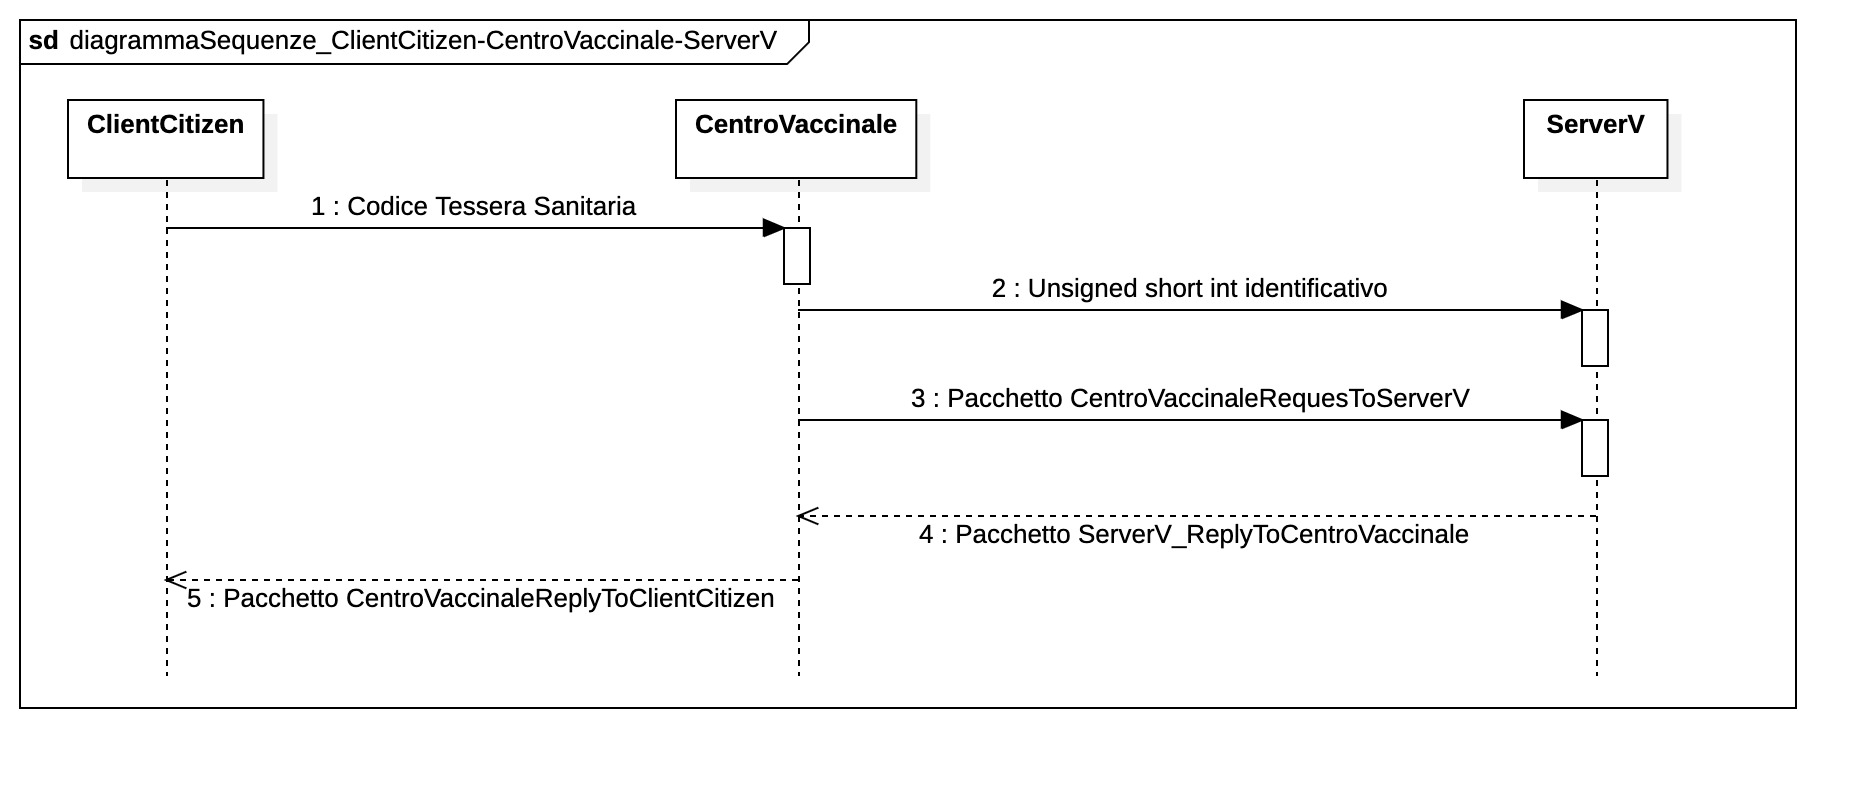 sd diagrammaSequenze_ClientCitizen-CentroVaccinale-ServerV
ClientCitizen
CentroVaccinale
ServerV
1 : Codice Tessera Sanitaria
2 : Unsigned short int identificativo
3 : Pacchetto CentroVaccinaleRequesToServerV
4 : Pacchetto ServerV_ReplyToCentroVaccinale
5 : Pacchetto CentroVaccinaleReplyToClientCitizen